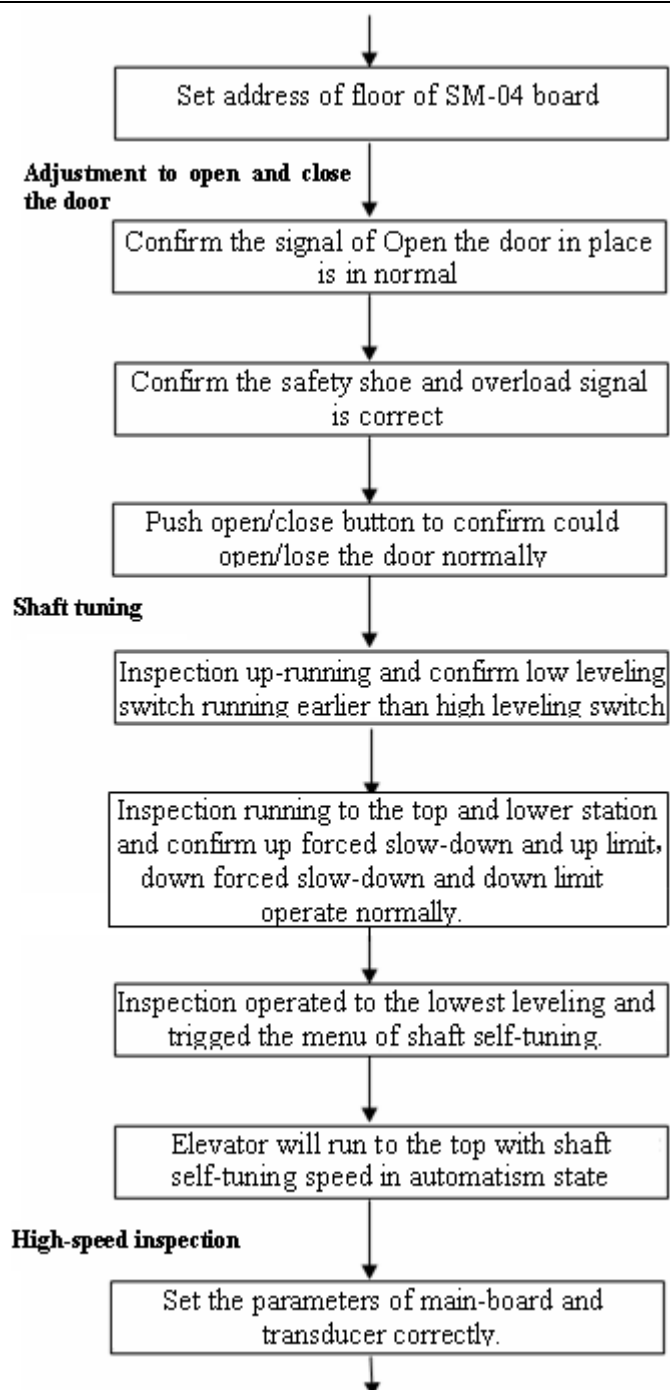 Set address of floor of SM-04 board
Adjustment to open and close
the door
Confirm the signal of Open the door in place
is in normal
Confirm the safety shoe and overload signal
is correct
Push open/close button to confirm could
open/lose the door normally
Shaft tuning
Inspection up-running and confirm low leveling
switch running earlier than high leveling switch
Inspection running to the top and lower station
and confirm up forced slow-down and up limit,
down forced slow-down and down limit
operate normally.
Inspection operated to the lowest leveling and
trigged the menu of shaft self-tuning.
Elevator will run to the top with shaft
self-tuning speed in automatism state
High-speed inspection
Set the parameters of main-board and
transducer correctly.